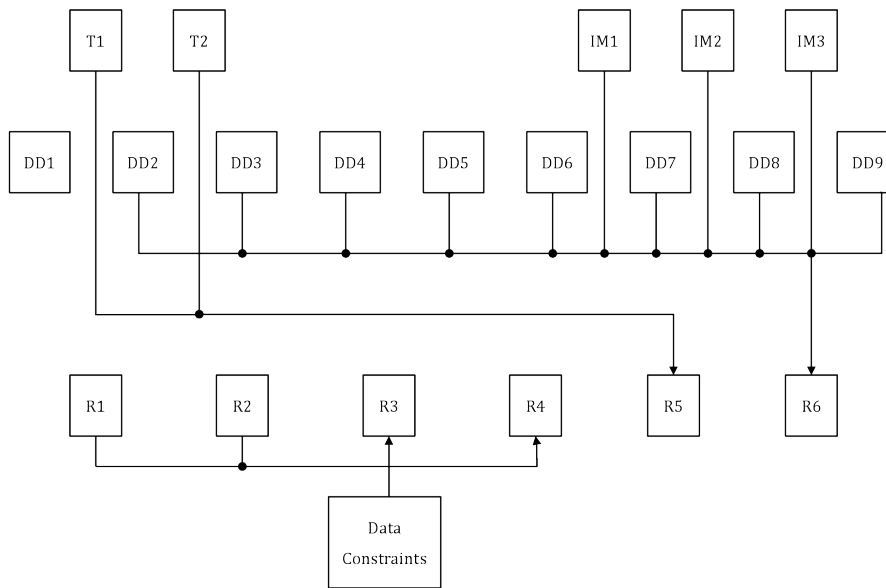 T1
T2
IM1
IM2
IM3
DD1
DD2
DD3
DD4
DD5
DD6
DD7
DD8
DD9
R1
R2
R3
R4
R5
R6
Data
Constraints